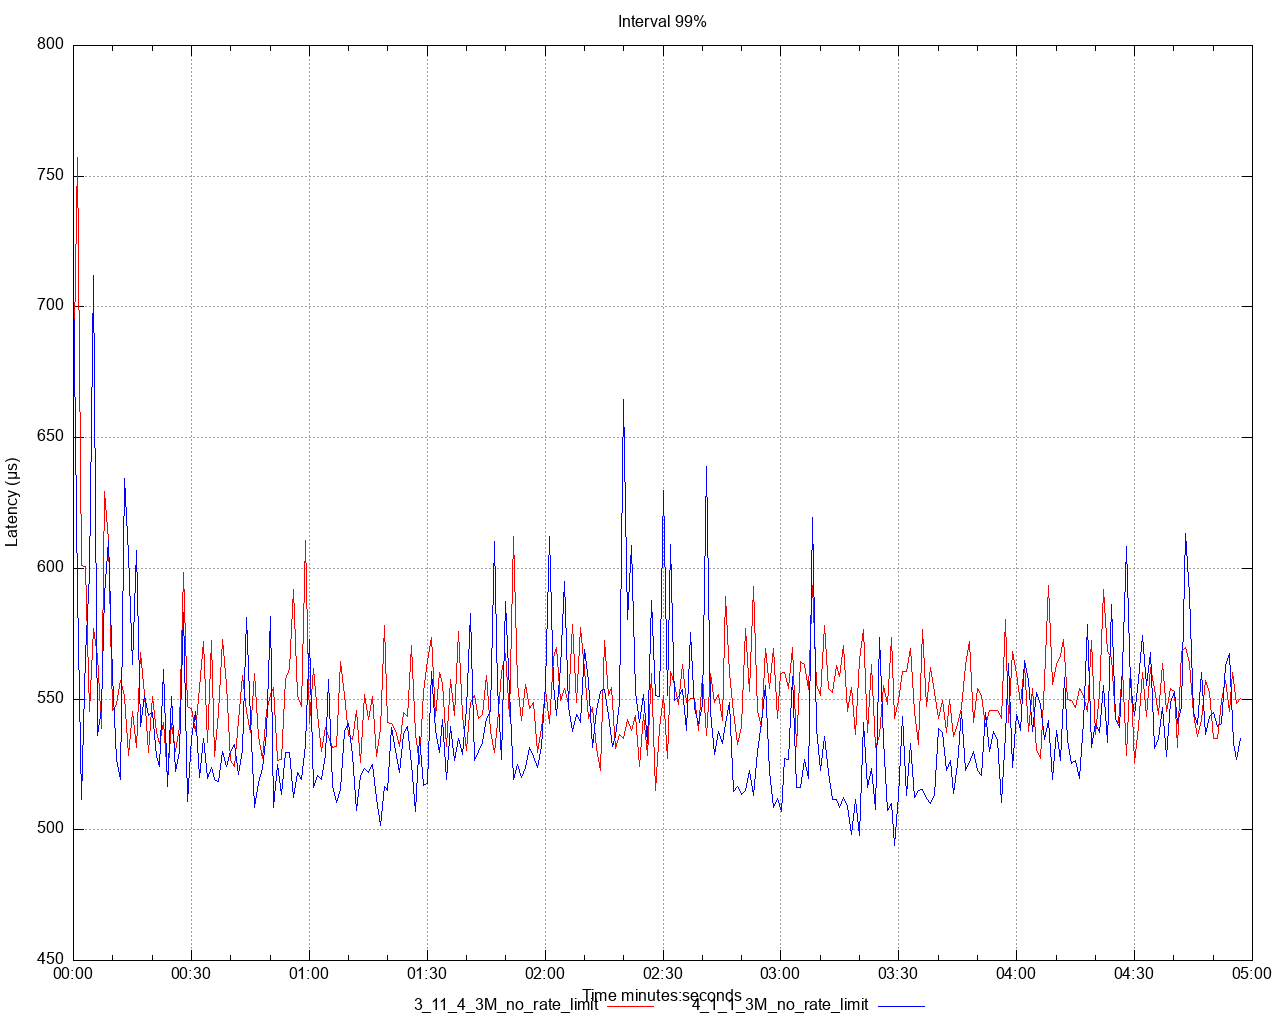 Interval 99%
800
750
700
650
600
550
500
450
Latency (µs)
00:00 00:30 01:00 01:30 02:00 02:30 03:00 03:30 04:00 04:30 05:00
Time minutes:seconds
3_11_4_3M_no_rate_limit 4_1_1_3M_no_rate_limit